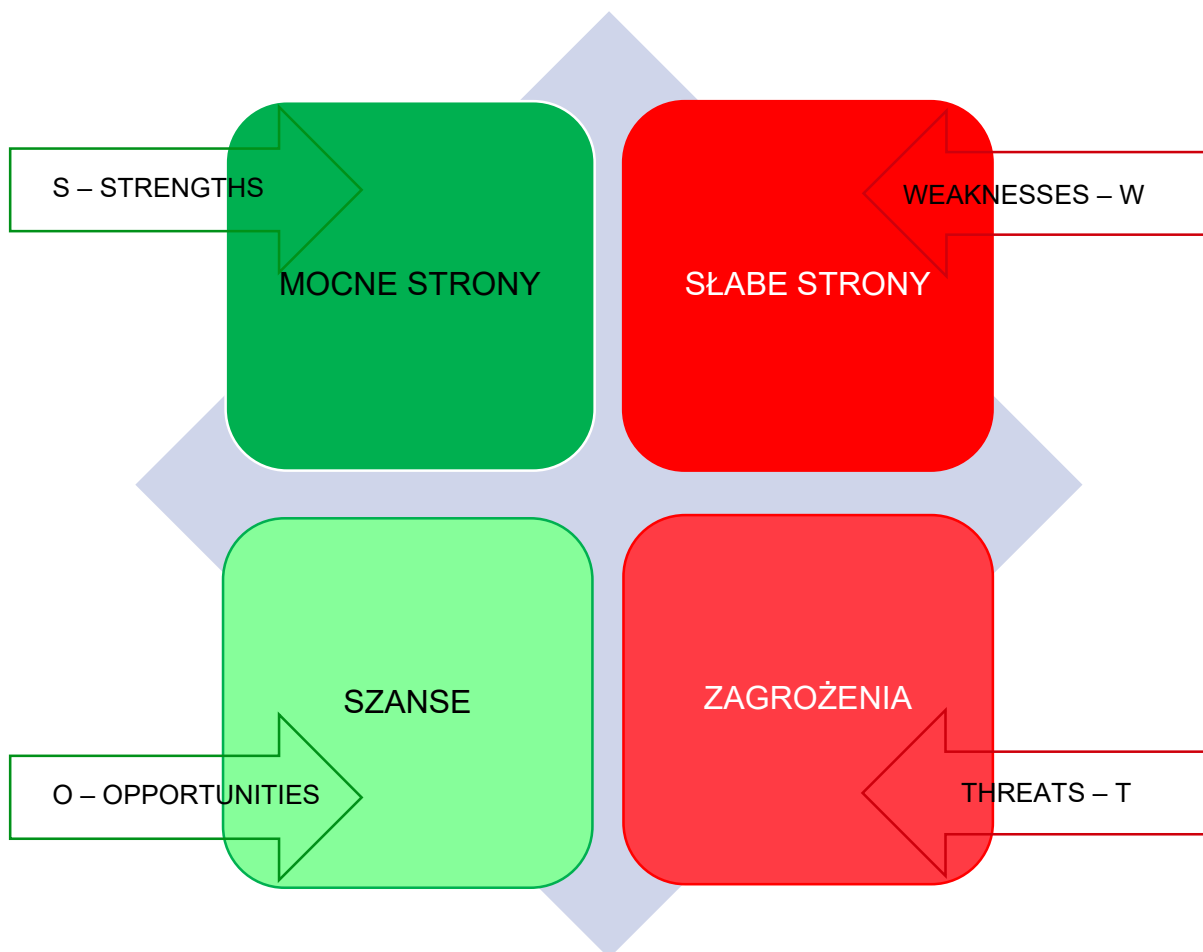 S – STRENGTHS
WEAKNESSES – W
MOCNE STRONY
SŁABE STRONY
SZANSE
ZAGROŻENIA
O – OPPORTUNITIES
THREATS – T